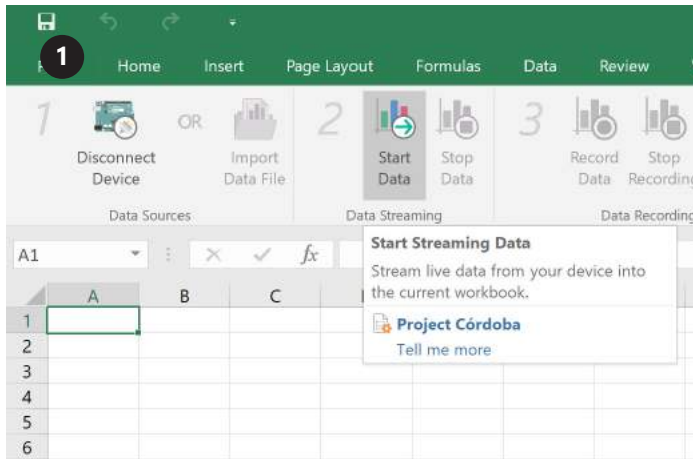 1
Home Insert Page Layout Formulas Data Review
1 Disconnect Device OR Import Data File 2 Start Data Stop Data 3 Record Data Stop Recording
Data Sources Data Streaming Data Recording
A1 fx
Start Streaming Data
Stream live data from your device into
the current workbook.
Project Córdoba
Tell me more
A B C
1
2
3
4
5
6